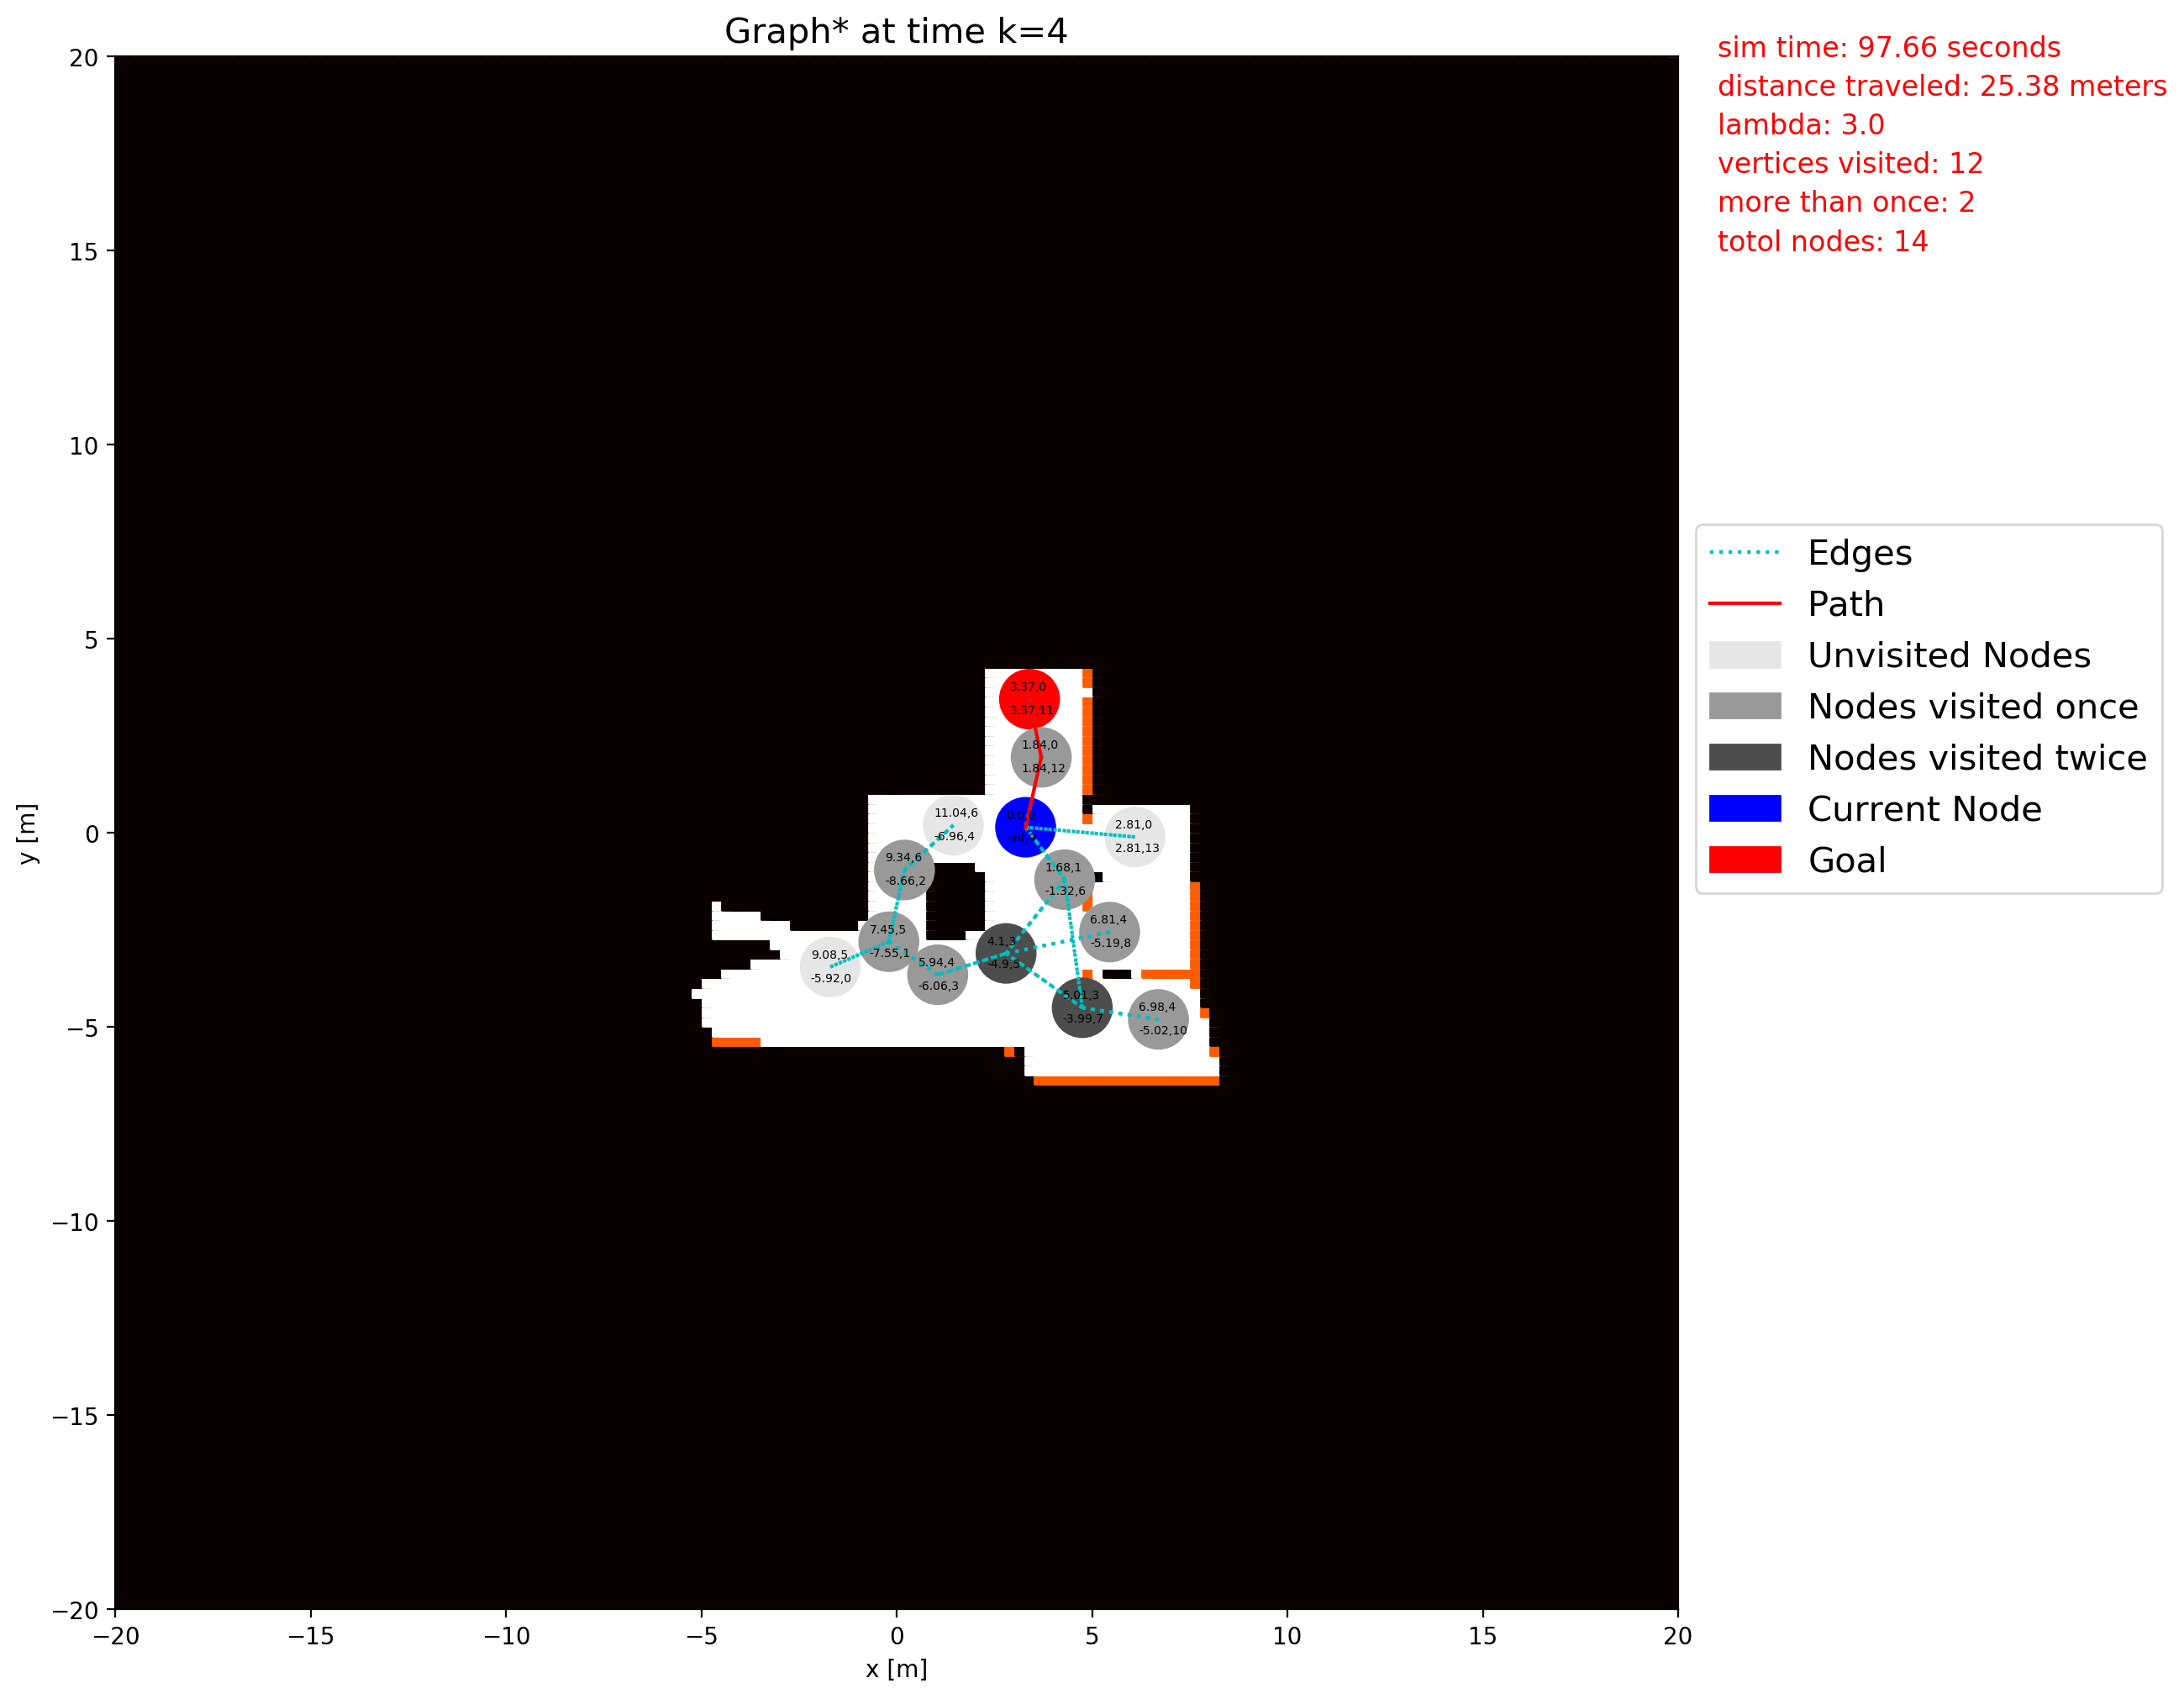 Graph* at time k=4
sim time: 97.66 seconds
distance traveled: 25.38 meters
lambda: 3.0
vertices visited: 12
more than once: 2
totol nodes: 14
Edges
Path
Unvisited Nodes
Nodes visited once
Nodes visited twice
Current Node
Goal
20
15
10
5
0
−5
−10
−15
−20
y [m]
3.37,0
3.37,11
1.84,0
1.84,12
11.04,6
-6.96,4
0.0,0
2.81,0
2.81,13
9.34,6
-8.66,2
1.68,1
-1.32,6
6.81,4
-5.19,8
7.45,5
-7.55,1
4.1,3
-4.9,5
9.08,5
-5.92,0
5.94,4
-6.06,3
5.01,3
-3.99,7
6.98,4
-5.02,10
−20
−15
−10
−5
0
5
10
15
20
x [m]